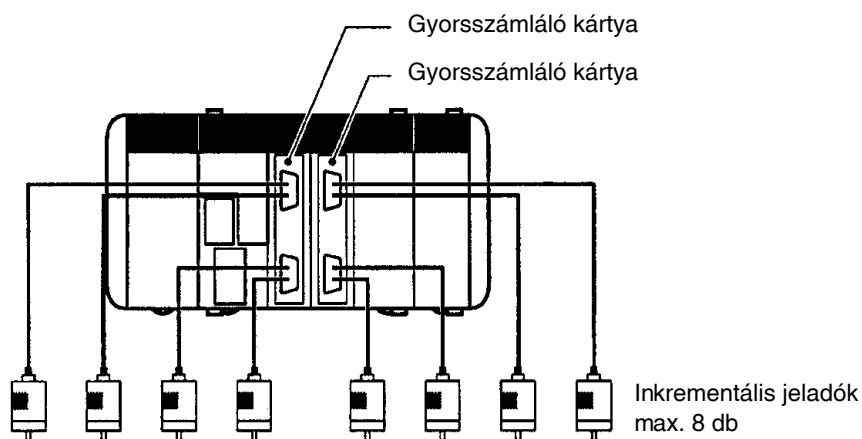 Gyorsszámláló kártya
Gyorsszámláló kártya
Inkrementális jeladók
max. 8 db